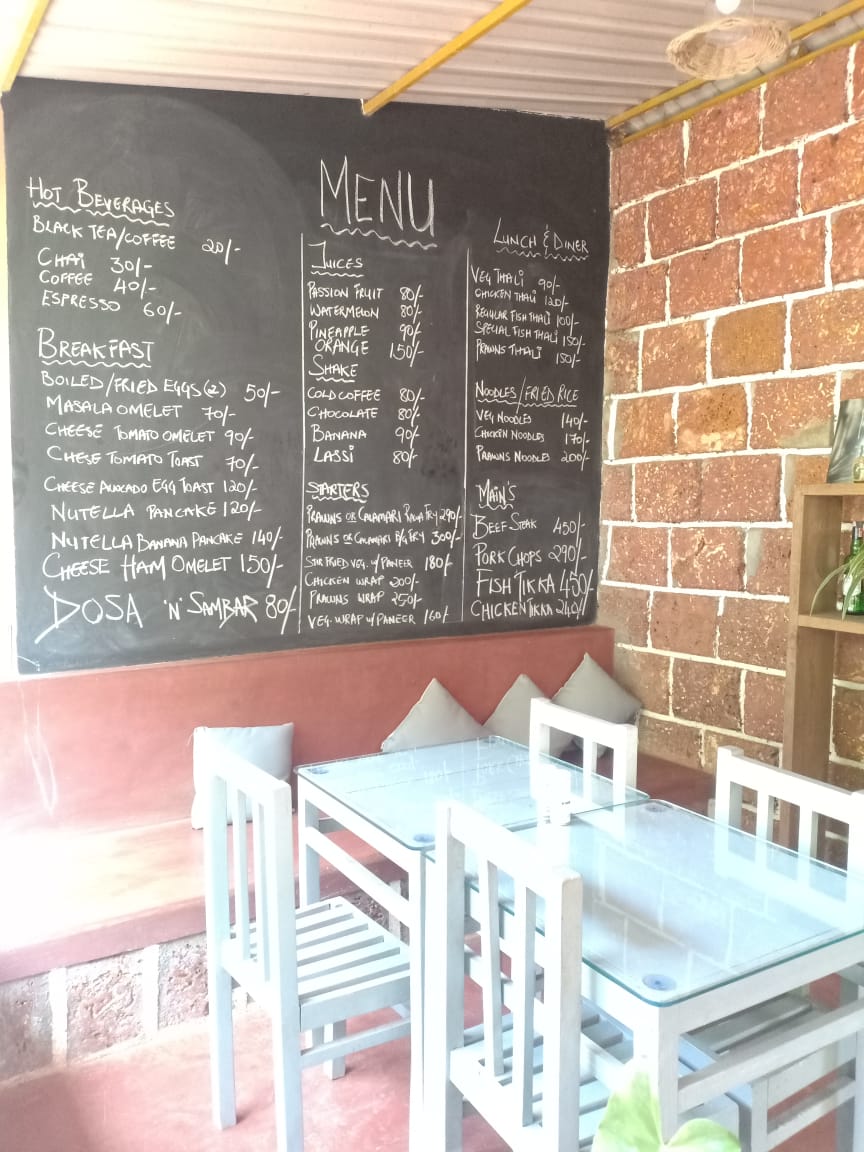 MENU
HOT BEVERAGES
BLACK TEA/COFFEE 20/-
CHAI 30/-
COFFEE 40/-
ESPRESSO 60/-
BREAKFAST
BOILED/FRIED EGGS(2) 50/-
MASALA OMELET 70/-
CHEESE TOMATO OMELET 90/-
CHESE TOMATO TOAST 70/-
CHEESE AVOCADO EGG TOAST 120/-
NUTELLA PANCAKE 120/-
NUTELLA BANANA PANCAKE 140/-
CHEESE HAM OMELET 150/-
DOSA 'N' SAMBAR 80/-
JUICES
PASSION FRUIT 80/-
WATERMELON 80/-
PINEAPPLE 90/-
ORANGE 150/-
SHAKE
COLD COFFEE 80/-
CHOCOLATE 80/-
BANANA 90/-
LASSI 80/-
STARTERS
PRAWNS OR CALAMARI RAWA FRY 290/-
PRAWNS OR CALAMARI B/G FRY 300/-
STIR FRIED VEG. W/PANEER 180/-
CHICKEN WRAP 200/-
PRAWNS WRAP 250/-
VEG. WRAP W/PANEER 160/-
LUNCH & DINER
VEG THALI 90/-
CHICKEN THALI 120/-
REGULAR FISH THALI 100/-
SPECIAL FISH THALI 150/-
PRAWNS THALI 150/-
NOODLES/FRIED RICE
VEG NOODLES 140/-
CHICKEN NOODLES 170/-
PRAWNS NOODLES 200/-
MAIN'S
BEEF STEAK 450/-
PORK CHOPS 290/-
FISH TIKKA 450/-
CHICKEN TIKKA 240/-